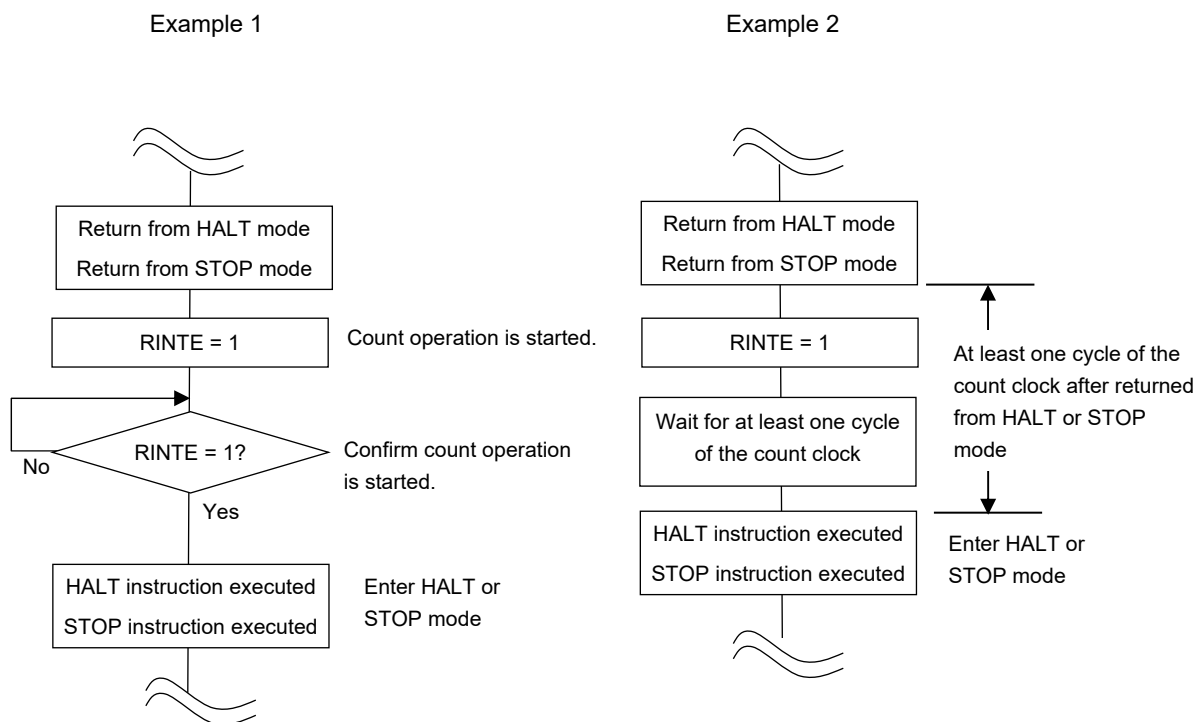 Example 1
Return from HALT mode
Return from STOP mode
RINTE = 1
Count operation is started.
RINTE = 1?
No
Confirm count operation
is started.
Yes
HALT instruction executed
STOP instruction executed
Enter HALT or
STOP mode
Example 2
Return from HALT mode
Return from STOP mode
RINTE = 1
At least one cycle of the
count clock after returned
from HALT or STOP
mode
Wait for at least one cycle
of the count clock
HALT instruction executed
STOP instruction executed
Enter HALT or
STOP mode